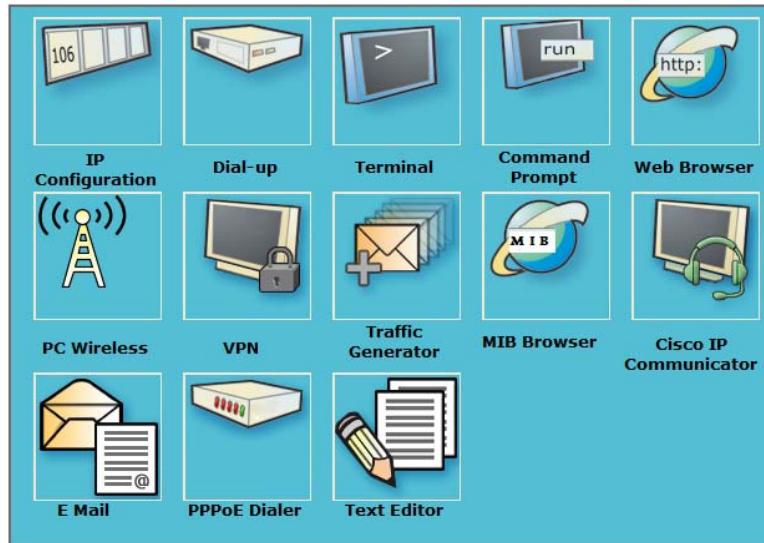 106
>
run
http:
IP
Configuration
Dial-up
Terminal
Command
Prompt
Web Browser
MIB
PC Wireless
VPN
Traffic
Generator
MIB Browser
Cisco IP
Communicator
@
E Mail
PPPoE Dialer
Text Editor